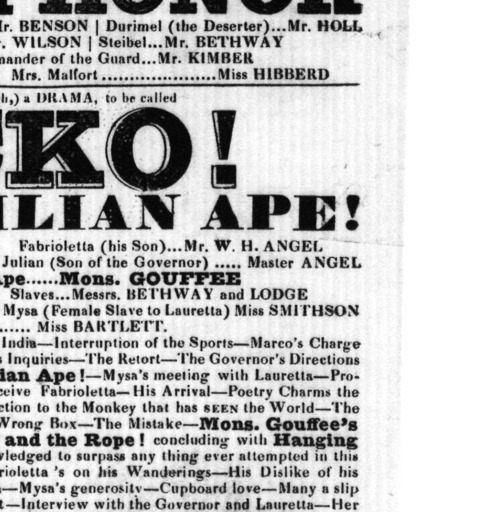 HONOR
Mr. BENSON | Durimel (the Deserter)...Mr. HOLL
r. WILSON | Steibel...Mr. BETHWAY
mander of the Guard...Mr. KIMBER
Mrs. Malfort ......................Miss HIBBERD
h,) a DRAMA, to be called
CKO!
ILIAN APE!
Fabrioletta (his Son)...Mr. W. H. ANGEL
Julian (Son of the Governor) ..... Master ANGEL
Ape......Mons. GOUFFEE
Slaves...Messrs. BETHWAY and LODGE
Mysa (Female Slave to Lauretta) Miss SMITHSON
...... Miss BARTLETT.
India—Interruption of the Sports—Marco's Charge
s Inquiries—The Retort—The Governor's Directions
ian Ape!—Mysa's meeting with Lauretta—Pro-
ceive Fabrioletta—His Arrival—Poetry Charms the
ction to the Monkey that has SEEN the World—The
Wrong Box—The Mistake—Mons. Gouffee's
and the Rope! concluding with Hanging
wledged to surpass any thing ever attempted in this
rioletta 's on his Wanderings—His Dislike of his
—Mysa's generosity—Cupboard love—Many a slip
t—Interview with the Governor and Lauretta—Her